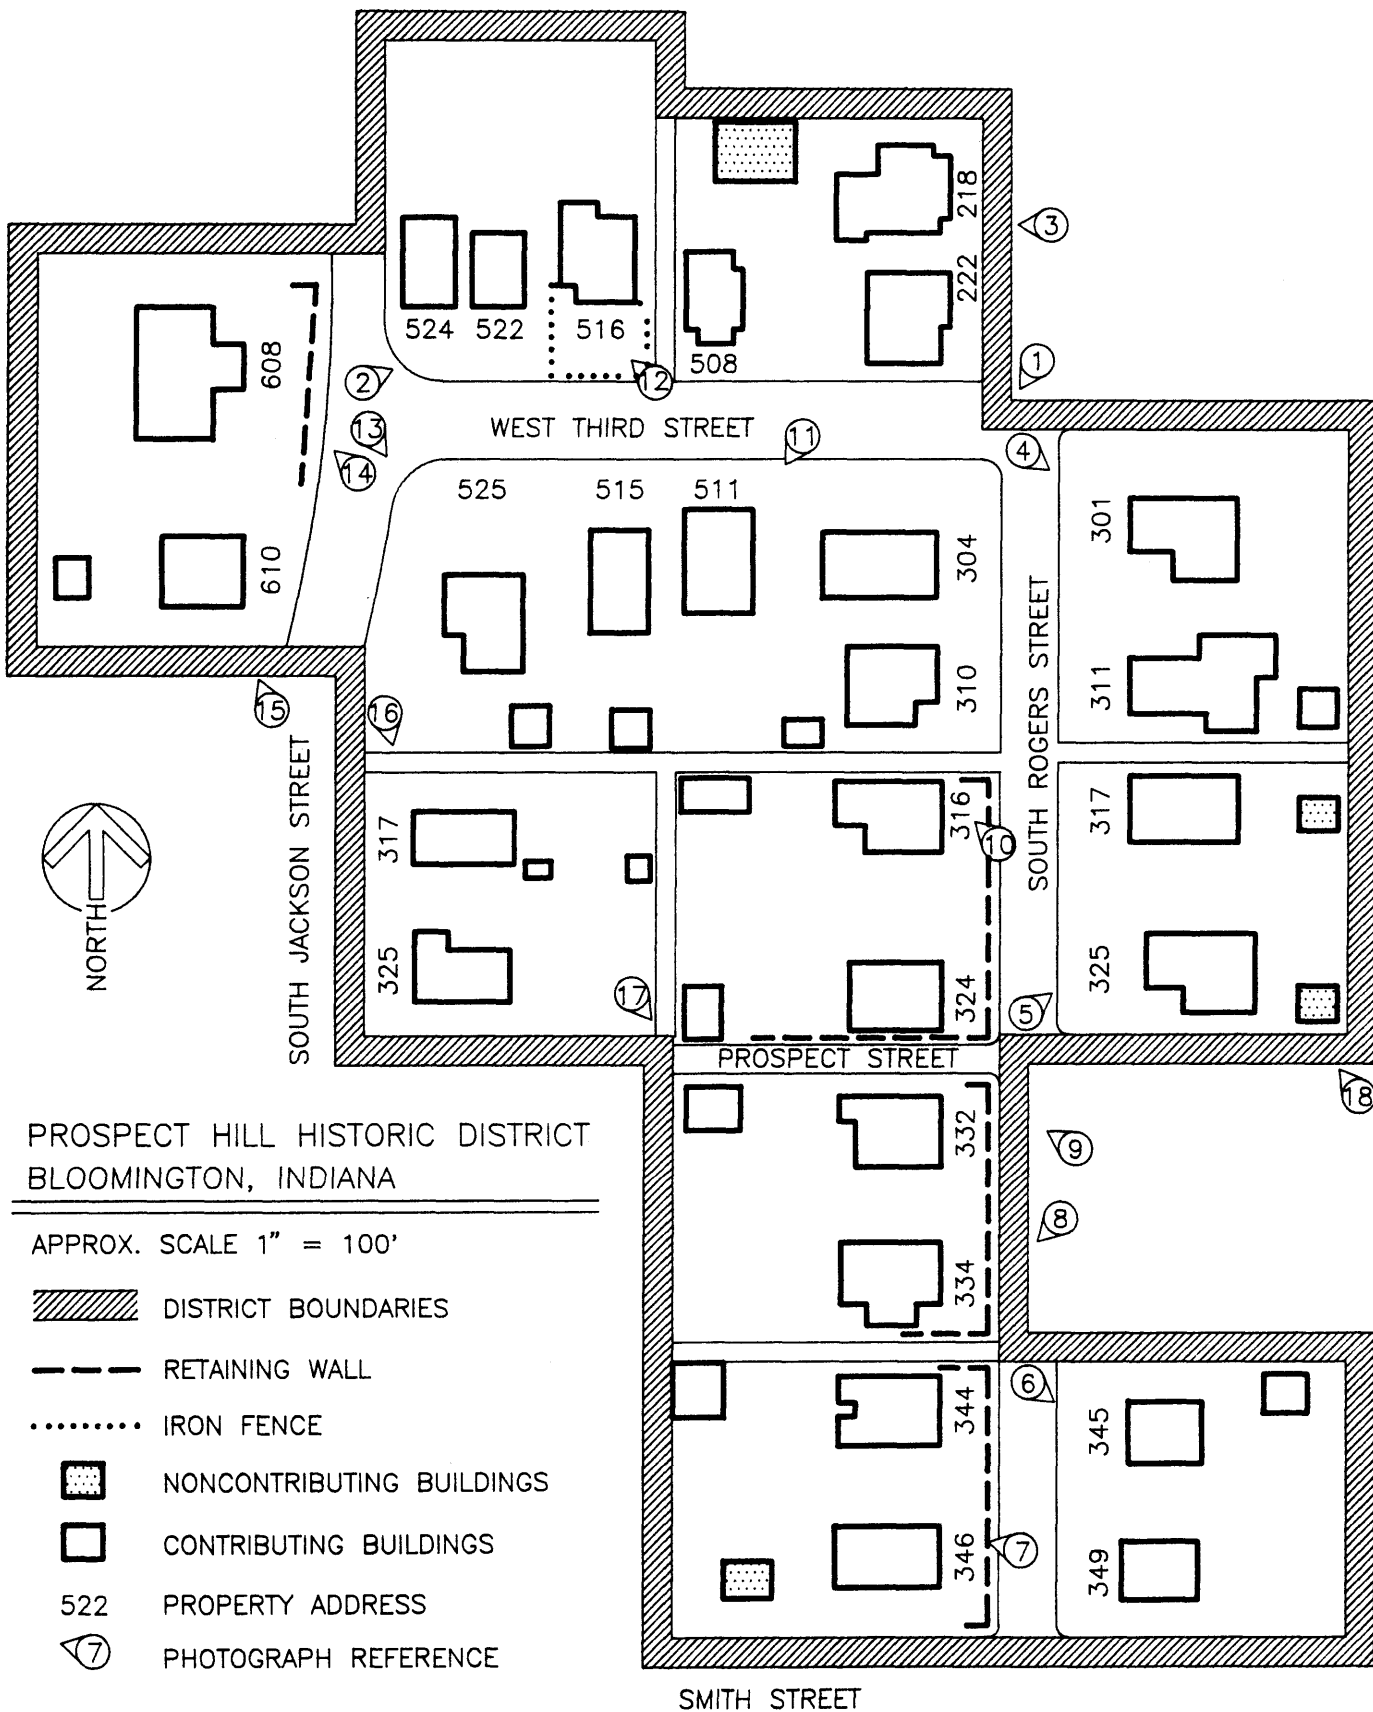 218
3
222
524
522
516
508
608
1
2
12
13
WEST THIRD STREET
11
4
14
525
515
511
301
304
610
SOUTH ROGERS STREET
310
311
15
16
SOUTH JACKSON STREET
317
316
317
10
NORTH
325
17
324
325
5
PROSPECT STREET
18
332
9
8
334
6
344
345
346
7
349
PROSPECT HILL HISTORIC DISTRICT
BLOOMINGTON, INDIANA
APPROX. SCALE 1" = 100'
DISTRICT BOUNDARIES
RETAINING WALL
IRON FENCE
NONCONTRIBUTING BUILDINGS
CONTRIBUTING BUILDINGS
522 PROPERTY ADDRESS
7 PHOTOGRAPH REFERENCE
SMITH STREET